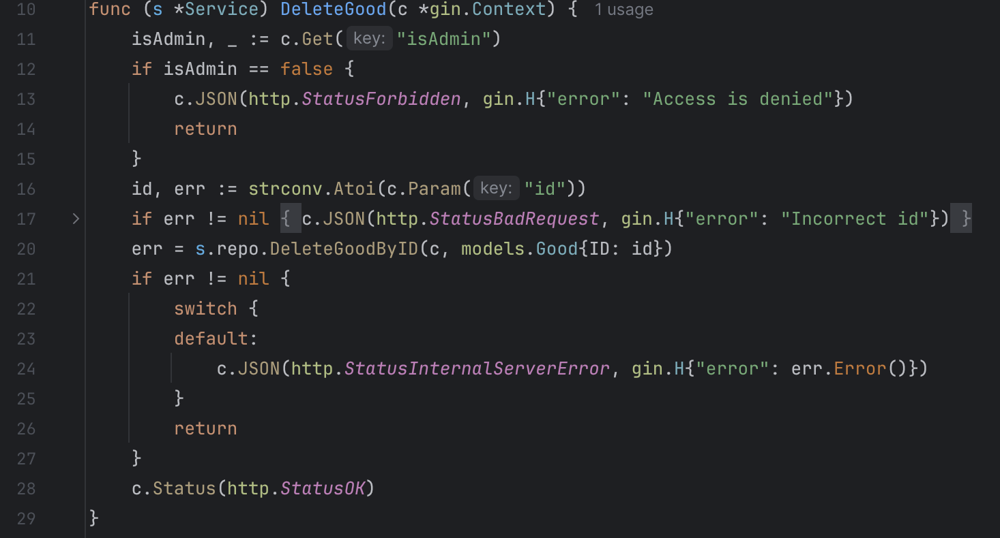 10 func (s *Service) DeleteGood(c *gin.Context) { 1 usage
11     isAdmin, _ := c.Get( key: "isAdmin")
12     if isAdmin == false {
13         c.JSON(http.StatusForbidden, gin.H{"error": "Access is denied"})
14         return
15     }
16     id, err := strconv.Atoi(c.Param( key: "id"))
17     if err != nil { c.JSON(http.StatusBadRequest, gin.H{"error": "Incorrect id"}) }
20     err = s.repo.DeleteGoodByID(c, models.Good{ID: id})
21     if err != nil {
22         switch {
23         default:
24             c.JSON(http.StatusInternalServerError, gin.H{"error": err.Error()})
25         }
26         return
27     }
28     c.Status(http.StatusOK)
29 }